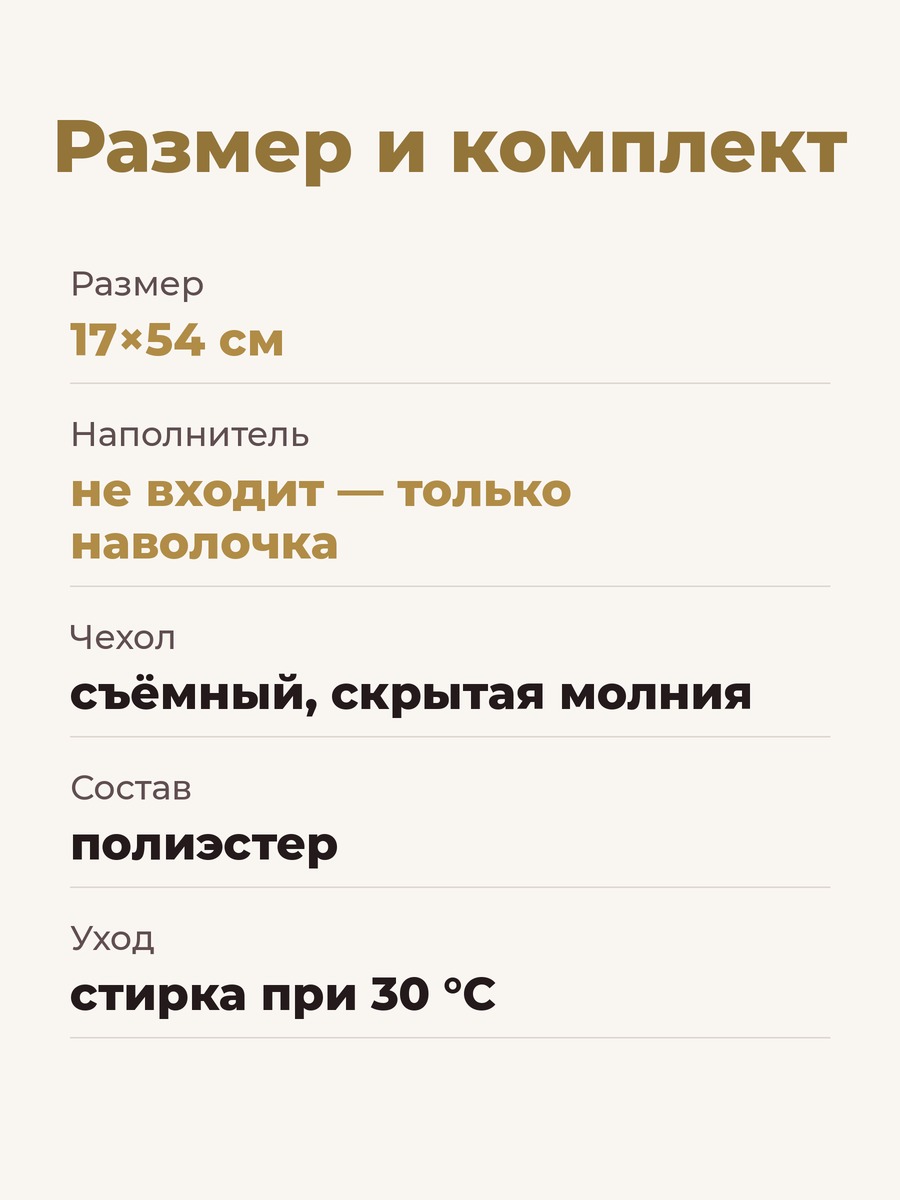 Размер и комплект
Размер
17×54 см
Наполнитель
не входит — только
наволочка
Чехол
съёмный, скрытая молния
Состав
полиэстер
Уход
стирка при 30 °C